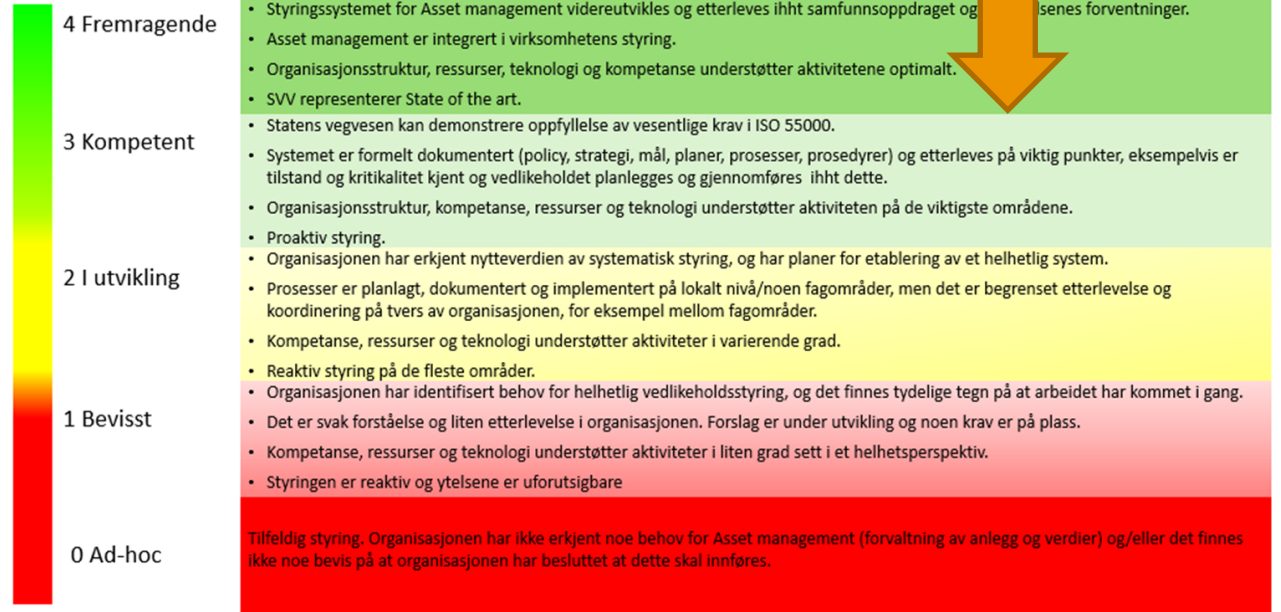 4 Fremragende
• Styringssystemet for Asset management videreutvikles og etterleves ihht samfunnsoppdraget og lsenes forventninger.
• Asset management er integrert i virksomhetens styring.
• Organisasjonsstruktur, ressurser, teknologi og kompetanse understøtter aktivitetene optimalt.
• SVV representerer State of the art.
3 Kompetent
• Statens vegvesen kan demonstrere oppfyllelse av vesentlige krav i ISO 55000.
• Systemet er formelt dokumentert (policy, strategi, mål, planer, prosesser, prosedyrer) og etterleves på viktig punkter, eksempelvis er
tilstand og kritikalitet kjent og vedlikeholdet planlegges og gjennomføres ihht dette.
• Organisasjonsstruktur, kompetanse, ressurser og teknologi understøtter aktiviteten på de viktigste områdene.
• Proaktiv styring.
2 I utvikling
• Organisasjonen har erkjent nytteverdien av systematisk styring, og har planer for etablering av et helhetlig system.
• Prosesser er planlagt, dokumentert og implementert på lokalt nivå/noen fagområder, men det er begrenset etterlevelse og
koordinering på tvers av organisasjonen, for eksempel mellom fagområder.
• Kompetanse, ressurser og teknologi understøtter aktiviteter i varierende grad.
• Reaktiv styring på de fleste områder.
1 Bevisst
• Organisasjonen har identifisert behov for helhetlig vedlikeholdsstyring, og det finnes tydelige tegn på at arbeidet har kommet i gang.
• Det er svak forståelse og liten etterlevelse i organisasjonen. Forslag er under utvikling og noen krav er på plass.
• Kompetanse, ressurser og teknologi understøtter aktiviteter i liten grad sett i et helhetsperspektiv.
• Styringen er reaktiv og ytelsene er uforutsigbare
0 Ad-hoc
Tilfeldig styring. Organisasjonen har ikke erkjent noe behov for Asset management (forvaltning av anlegg og verdier) og/eller det finnes
ikke noe bevis på at organisasjonen har besluttet at dette skal innføres.